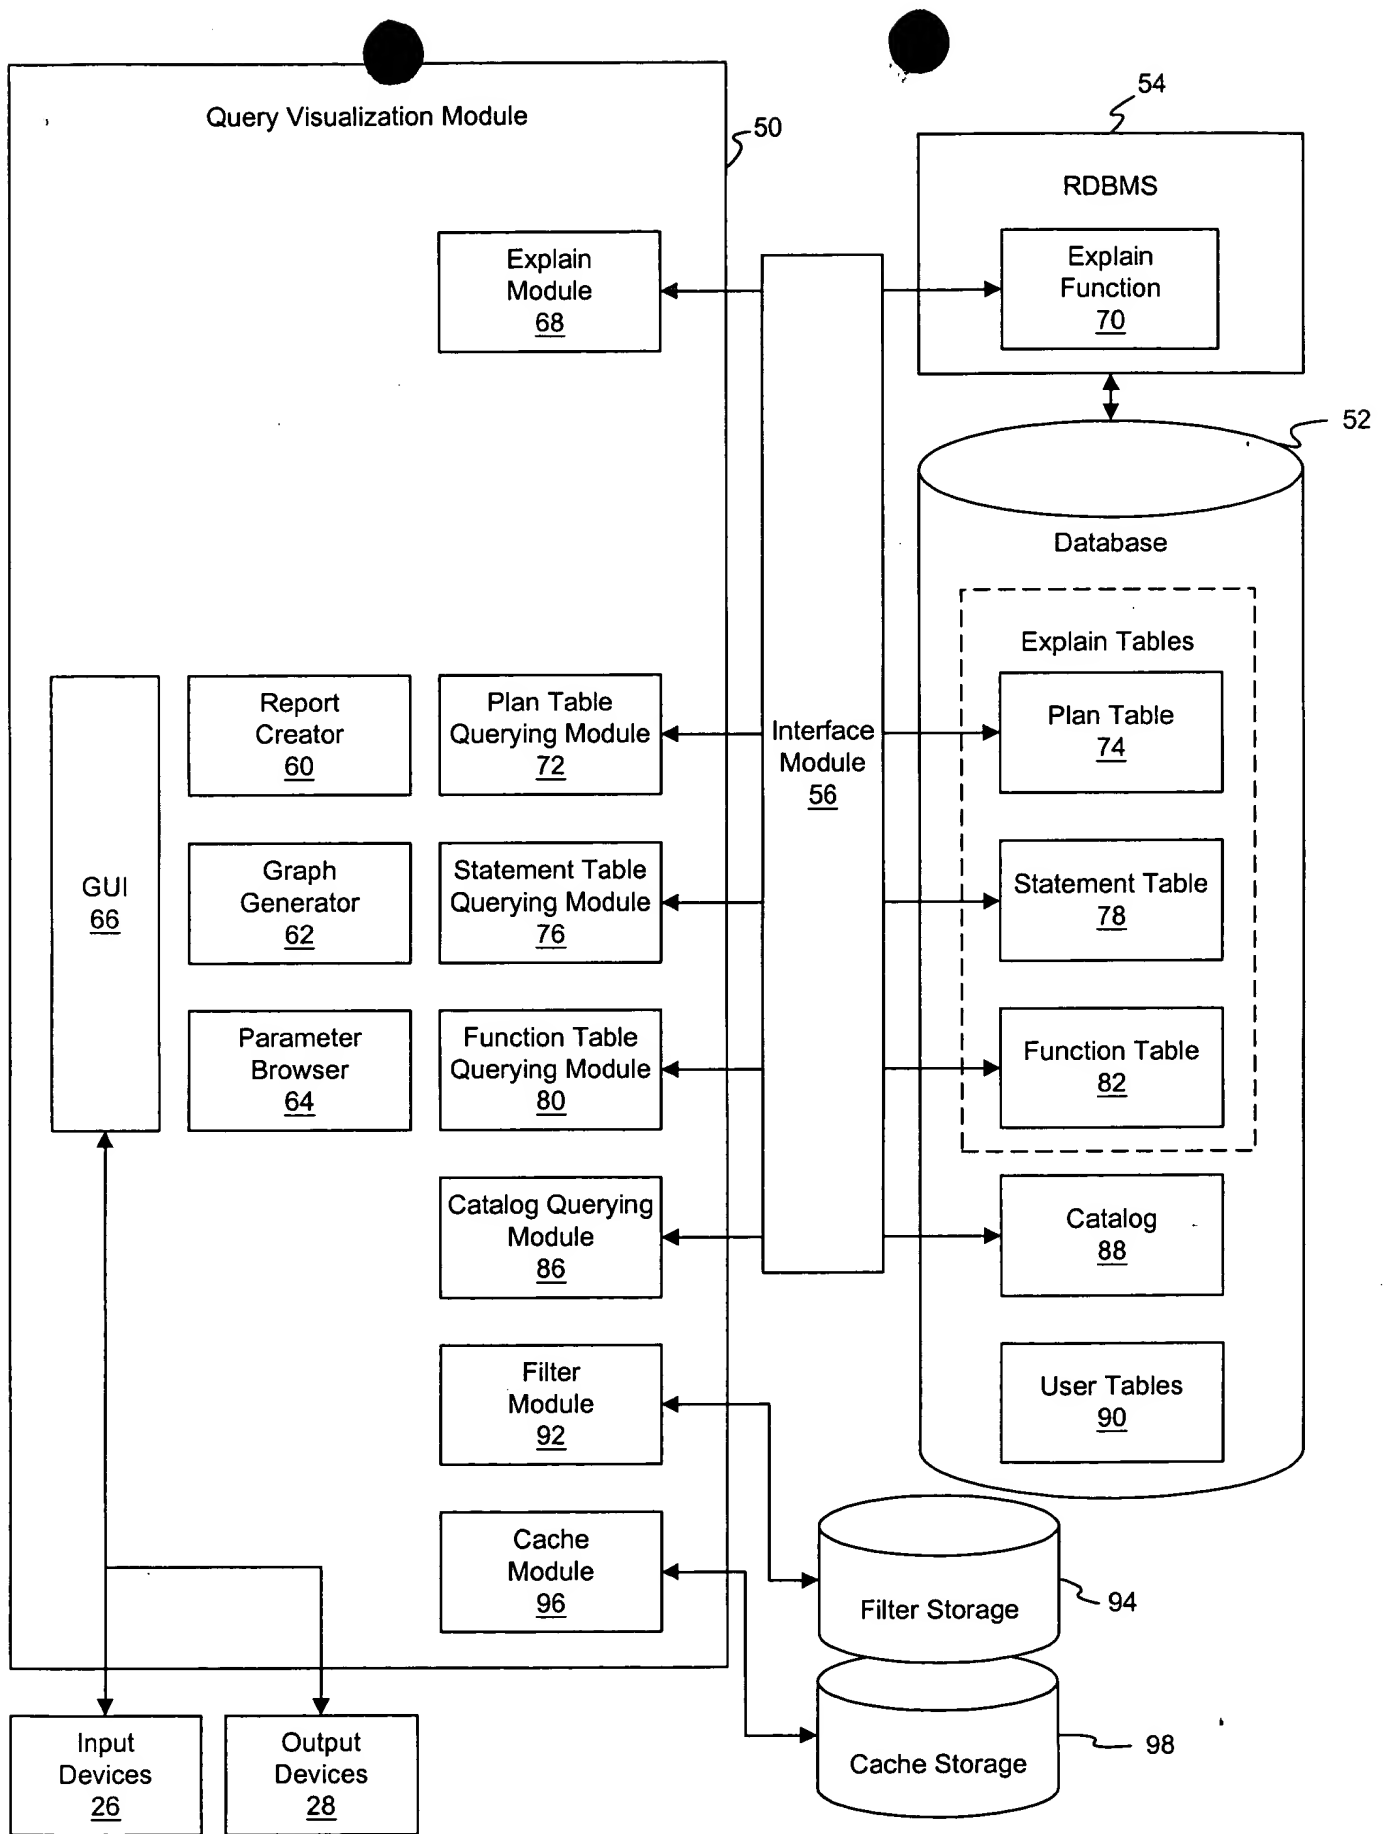 Query Visualization Module
50
54
RDBMS
Explain
Module
68
Explain
Function
70
52
Database
Explain Tables
GUI
66
Report
Creator
60
Plan Table
Querying Module
72
Interface
Module
56
Plan Table
74
Graph
Generator
62
Statement Table
Querying Module
76
Statement Table
78
Parameter
Browser
64
Function Table
Querying Module
80
Function Table
82
Catalog Querying
Module
86
Catalog
88
Filter
Module
92
User Tables
90
Cache
Module
96
Filter Storage
94
Cache Storage
98
Input
Devices
26
Output
Devices
28